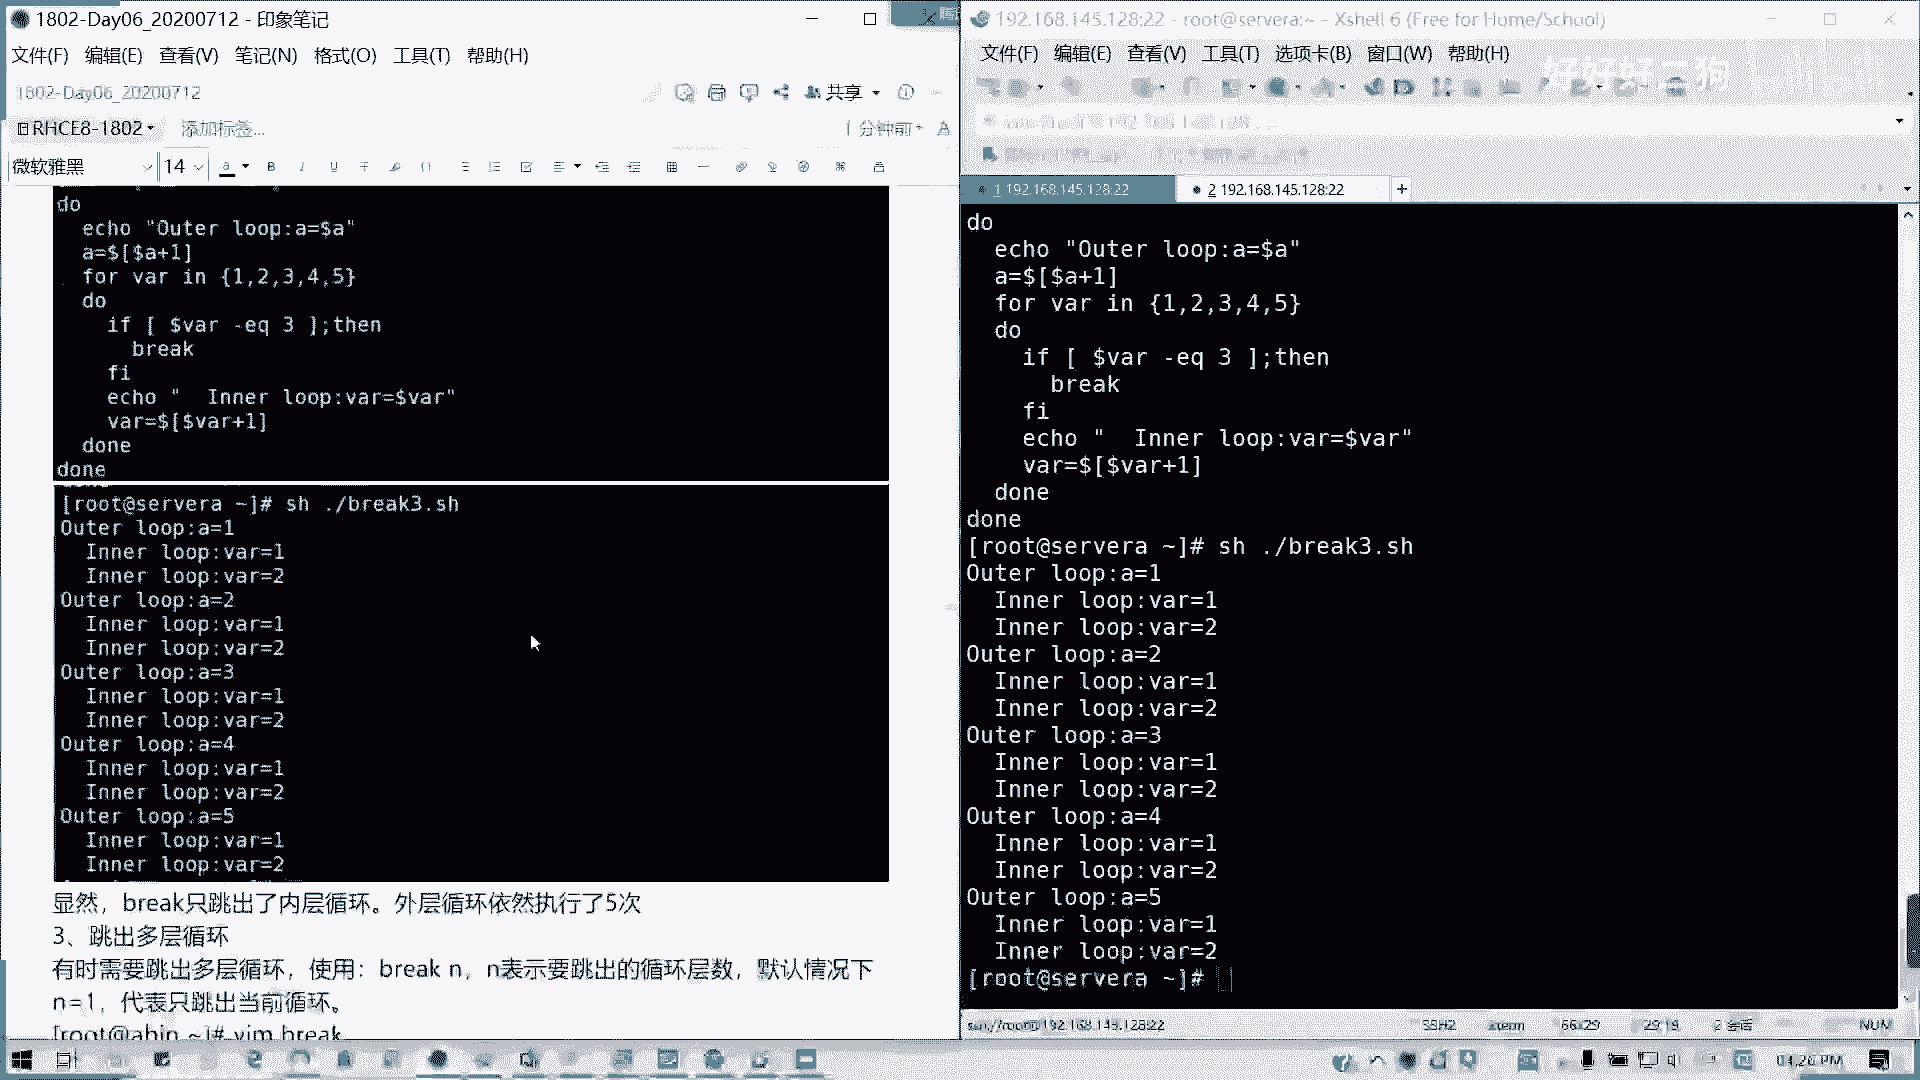 1802-Day06_20200712 - 印象笔记
文件(F) 编辑(E) 查看(V) 笔记(N) 格式(O) 工具(T) 帮助(H)
1802-Day06_20200712
共享
RHCE8-1802
添加标签...
1 分钟前
微软雅黑
14
do
echo "Outer loop:a=$a"
a=$[$a+1]
for var in {1,2,3,4,5}
do
if [ $var -eq 3 ];then
break
fi
echo "  Inner loop:var=$var"
var=$[$var+1]
done
done
[root@servera ~]# sh ./break3.sh
Outer loop:a=1
Inner loop:var=1
Inner loop:var=2
Outer loop:a=2
Inner loop:var=1
Inner loop:var=2
Outer loop:a=3
Inner loop:var=1
Inner loop:var=2
Outer loop:a=4
Inner loop:var=1
Inner loop:var=2
Outer loop:a=5
Inner loop:var=1
Inner loop:var=2
显然，break只跳出了内层循环。外层循环依然执行了5次
3、跳出多层循环
有时需要跳出多层循环，使用：break n，n表示要跳出的循环层数，默认情况下
n=1，代表只跳出当前循环。
192.168.145.128:22 - root@servera:~ - Xshell 6 (Free for Home/School)
文件(F) 编辑(E) 查看(V) 工具(T) 选项卡(B) 窗口(W) 帮助(H)
好好好二狗
1 192.168.145.128:22
2 192.168.145.128:22
do
echo "Outer loop:a=$a"
a=$[$a+1]
for var in {1,2,3,4,5}
do
if [ $var -eq 3 ];then
break
fi
echo "  Inner loop:var=$var"
var=$[$var+1]
done
done
[root@servera ~]# sh ./break3.sh
Outer loop:a=1
Inner loop:var=1
Inner loop:var=2
Outer loop:a=2
Inner loop:var=1
Inner loop:var=2
Outer loop:a=3
Inner loop:var=1
Inner loop:var=2
Outer loop:a=4
Inner loop:var=1
Inner loop:var=2
Outer loop:a=5
Inner loop:var=1
Inner loop:var=2
[root@servera ~]#
ssh://root@192.168.145.128:22
SSH2 xterm 66x29 29,19 2 会话 NUM
04:26 PM